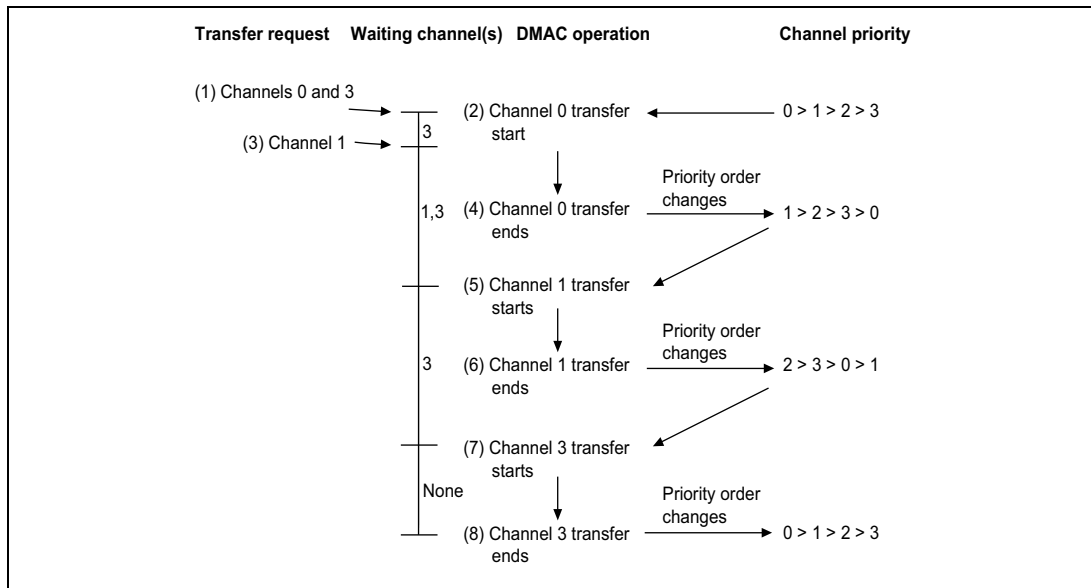 Transfer request Waiting channel(s) DMAC operation Channel priority
(1) Channels 0 and 3
(2) Channel 0 transfer
start
0 > 1 > 2 > 3
3
(3) Channel 1
1,3
(4) Channel 0 transfer
ends
Priority order
changes
1 > 2 > 3 > 0
(5) Channel 1 transfer
starts
3
(6) Channel 1 transfer
ends
Priority order
changes
2 > 3 > 0 > 1
(7) Channel 3 transfer
starts
None
(8) Channel 3 transfer
ends
Priority order
changes
0 > 1 > 2 > 3